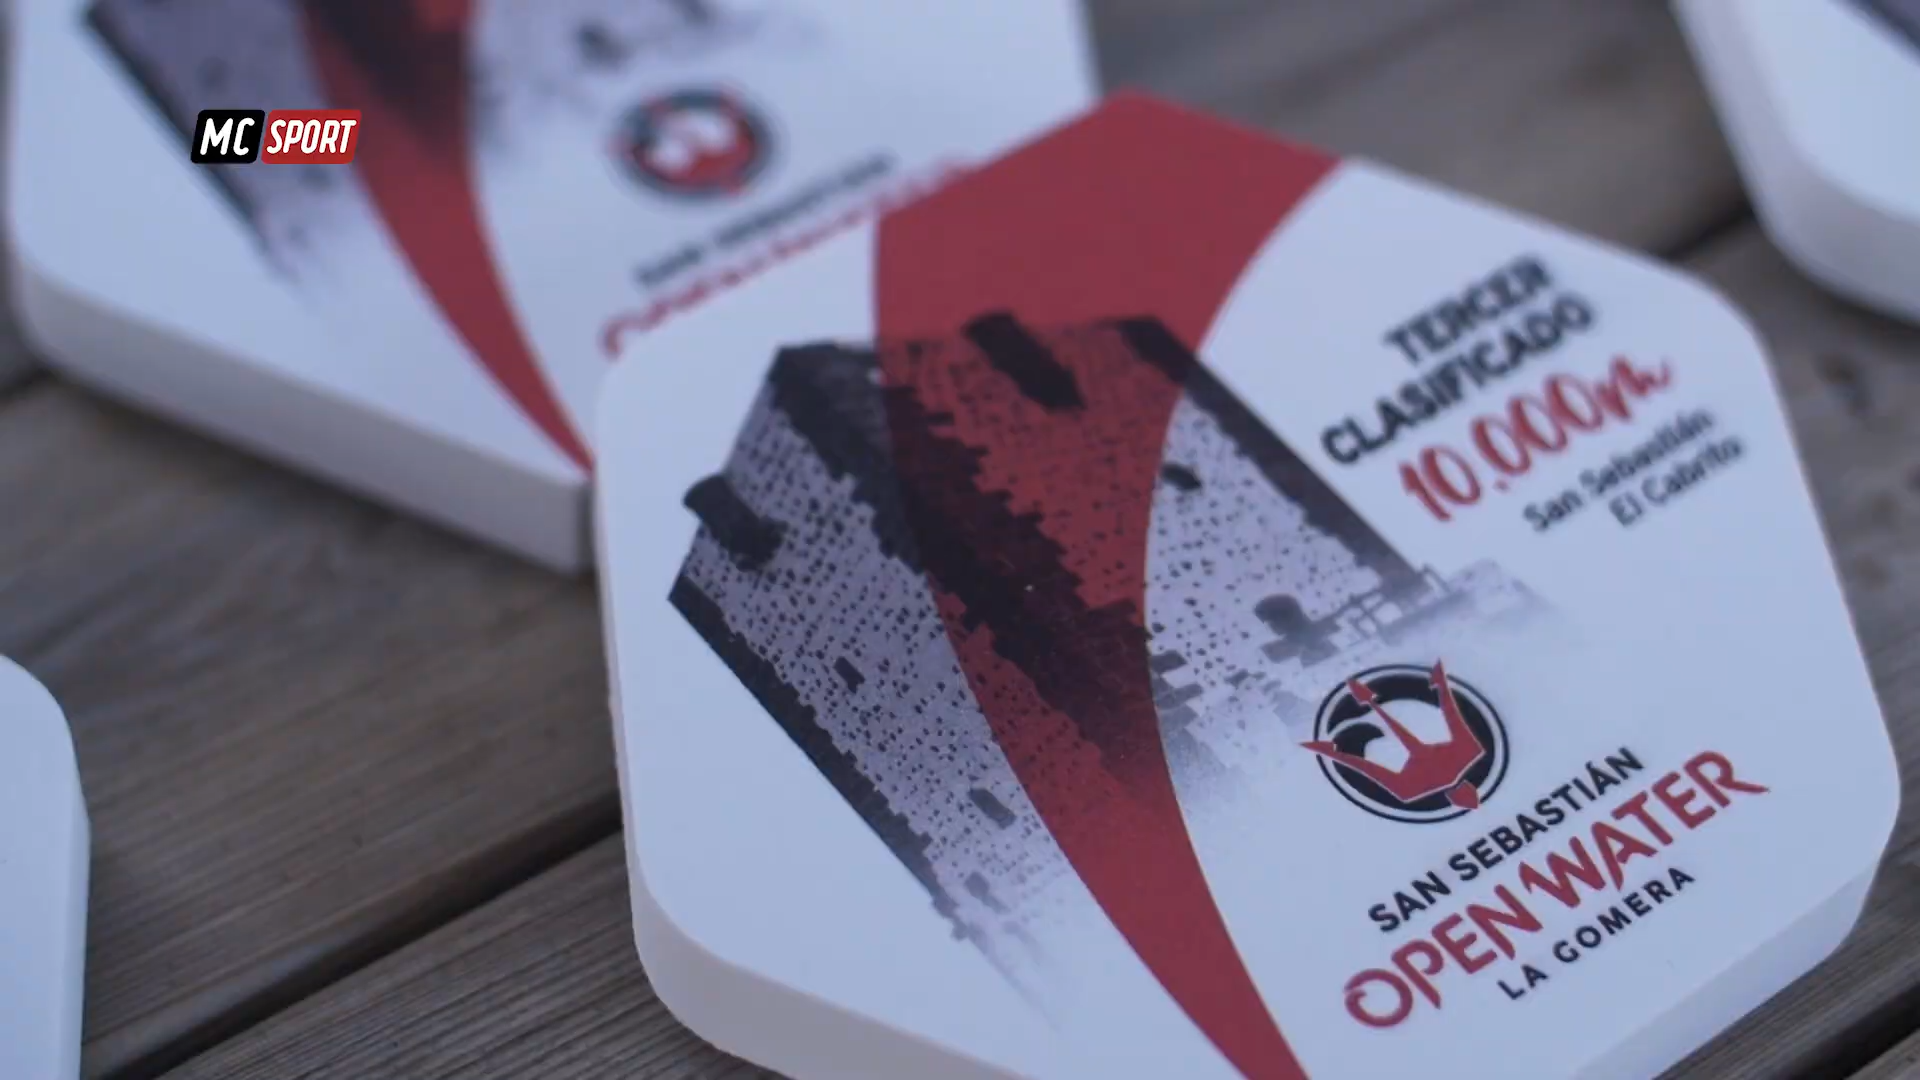 MC SPORT
TERCER
CLASIFICADO
10.000m
San Sebastián
El Cabrito
SAN SEBASTIÁN
OPEN WATER
LA GOMERA